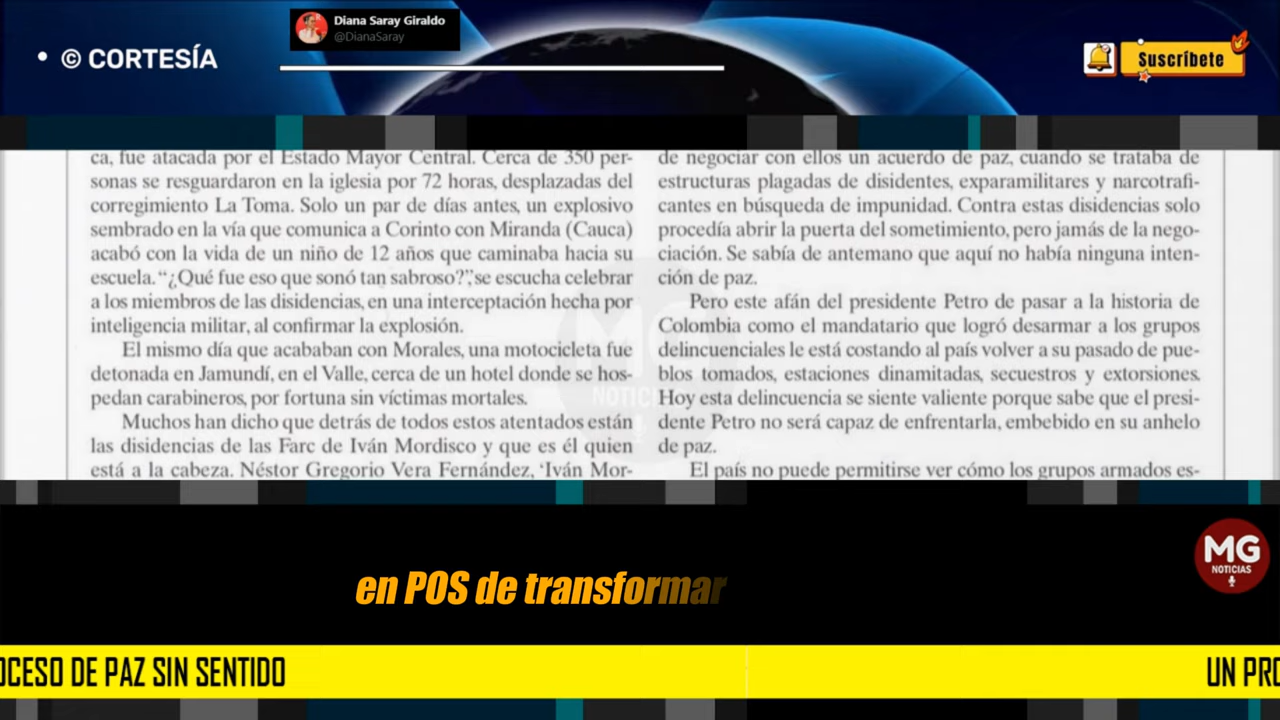 Diana Saray Giraldo
@DianaSaray
• © CORTESÍA
Suscríbete
ca, fue atacada por el Estado Mayor Central. Cerca de 350 per-
sonas se resguardaron en la iglesia por 72 horas, desplazadas del
corregimiento La Toma. Solo un par de días antes, un explosivo
sembrado en la vía que comunica a Corinto con Miranda (Cauca)
acabó con la vida de un niño de 12 años que caminaba hacia su
escuela. “¿Qué fue eso que sonó tan sabroso?”, se escucha celebrar
a los miembros de las disidencias, en una interceptación hecha por
inteligencia militar, al confirmar la explosión.
El mismo día que acababan con Morales, una motocicleta fue
detonada en Jamundí, en el Valle, cerca de un hotel donde se hos-
pedan carabineros, por fortuna sin víctimas mortales.
Muchos han dicho que detrás de todos estos atentados están
las disidencias de las Farc de Iván Mordisco y que es él quien
está a la cabeza. Néstor Gregorio Vera Fernández, ‘Iván Mor-
de negociar con ellos un acuerdo de paz, cuando se trataba de
estructuras plagadas de disidentes, exparamilitares y narcotrafi-
cantes en búsqueda de impunidad. Contra estas disidencias solo
procedía abrir la puerta del sometimiento, pero jamás de la nego-
ciación. Se sabía de antemano que aquí no había ninguna inten-
ción de paz.
Pero este afán del presidente Petro de pasar a la historia de
Colombia como el mandatario que logró desarmar a los grupos
delincuenciales le está costando al país volver a su pasado de pue-
blos tomados, estaciones dinamitadas, secuestros y extorsiones.
Hoy esta delincuencia se siente valiente porque sabe que el presi-
dente Petro no será capaz de enfrentarla, embebido en su anhelo
de paz.
El país no puede permitirse ver cómo los grupos armados es-
MG
NOTICIAS
en POS de transformar
MG
NOTICIAS
OCESO DE PAZ SIN SENTIDO
UN PRO